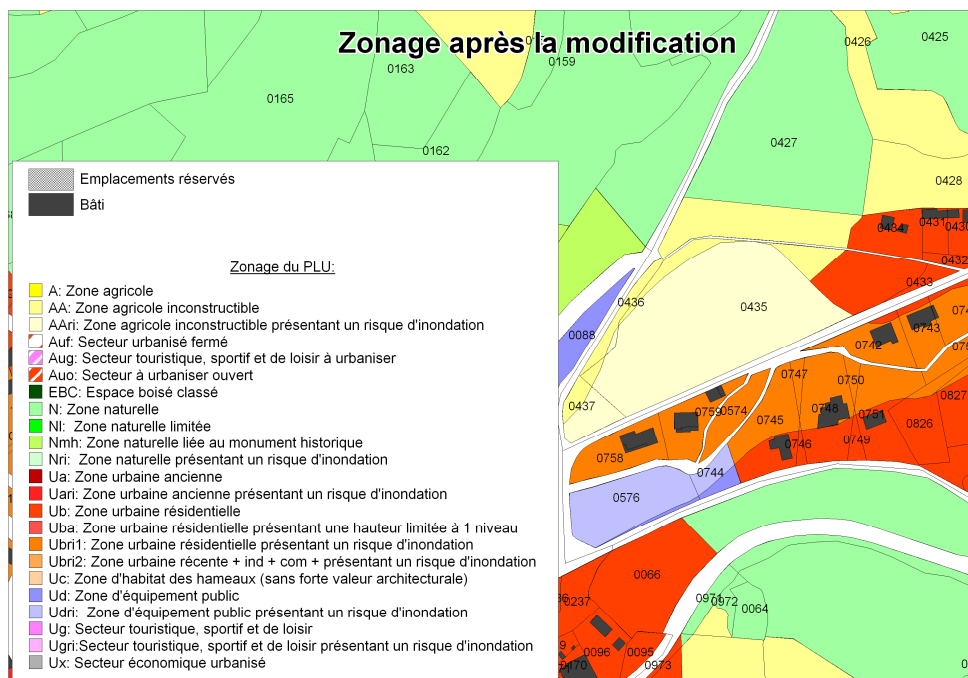 Zonage après la modification
0426
0425
0163
0159
0165
0427
0162
0428
Emplacements réservés
Bâti
0434
0431
0430
0432
0433
Zonage du PLU:
A: Zone agricole
AA: Zone agricole inconstructible
AAri: Zone agricole inconstructible présentant un risque d'inondation
Auf: Secteur urbanisé fermé
Aug: Secteur touristique, sportif et de loisir à urbaniser
Auo: Secteur à urbaniser ouvert
EBC: Espace boisé classé
N: Zone naturelle
Nl: Zone naturelle limitée
Nmh: Zone naturelle liée au monument historique
Nri: Zone naturelle présentant un risque d'inondation
Ua: Zone urbaine ancienne
Uari: Zone urbaine ancienne présentant un risque d'inondation
Ub: Zone urbaine résidentielle
Uba: Zone urbaine résidentielle présentant une hauteur limitée à 1 niveau
Ubri1: Zone urbaine résidentielle présentant un risque d'inondation
Ubri2: Zone urbaine récente + ind + com + présentant un risque d'inondation
Uc: Zone d'habitat des hameaux (sans forte valeur architecturale)
Ud: Zone d'équipement public
Udri: Zone d'équipement public présentant un risque d'inondation
Ug: Secteur touristique, sportif et de loisir
Ugri:Secteur touristique, sportif et de loisir présentant un risque d'inondation
Ux: Secteur économique urbanisé
0436
0435
0088
0743
0742
0747
0750
0437
0827
0759
0574
0748
0751
0745
0826
0746
0749
0758
0744
0576
0066
0971
0972
0064
0237
0096
0095
0973